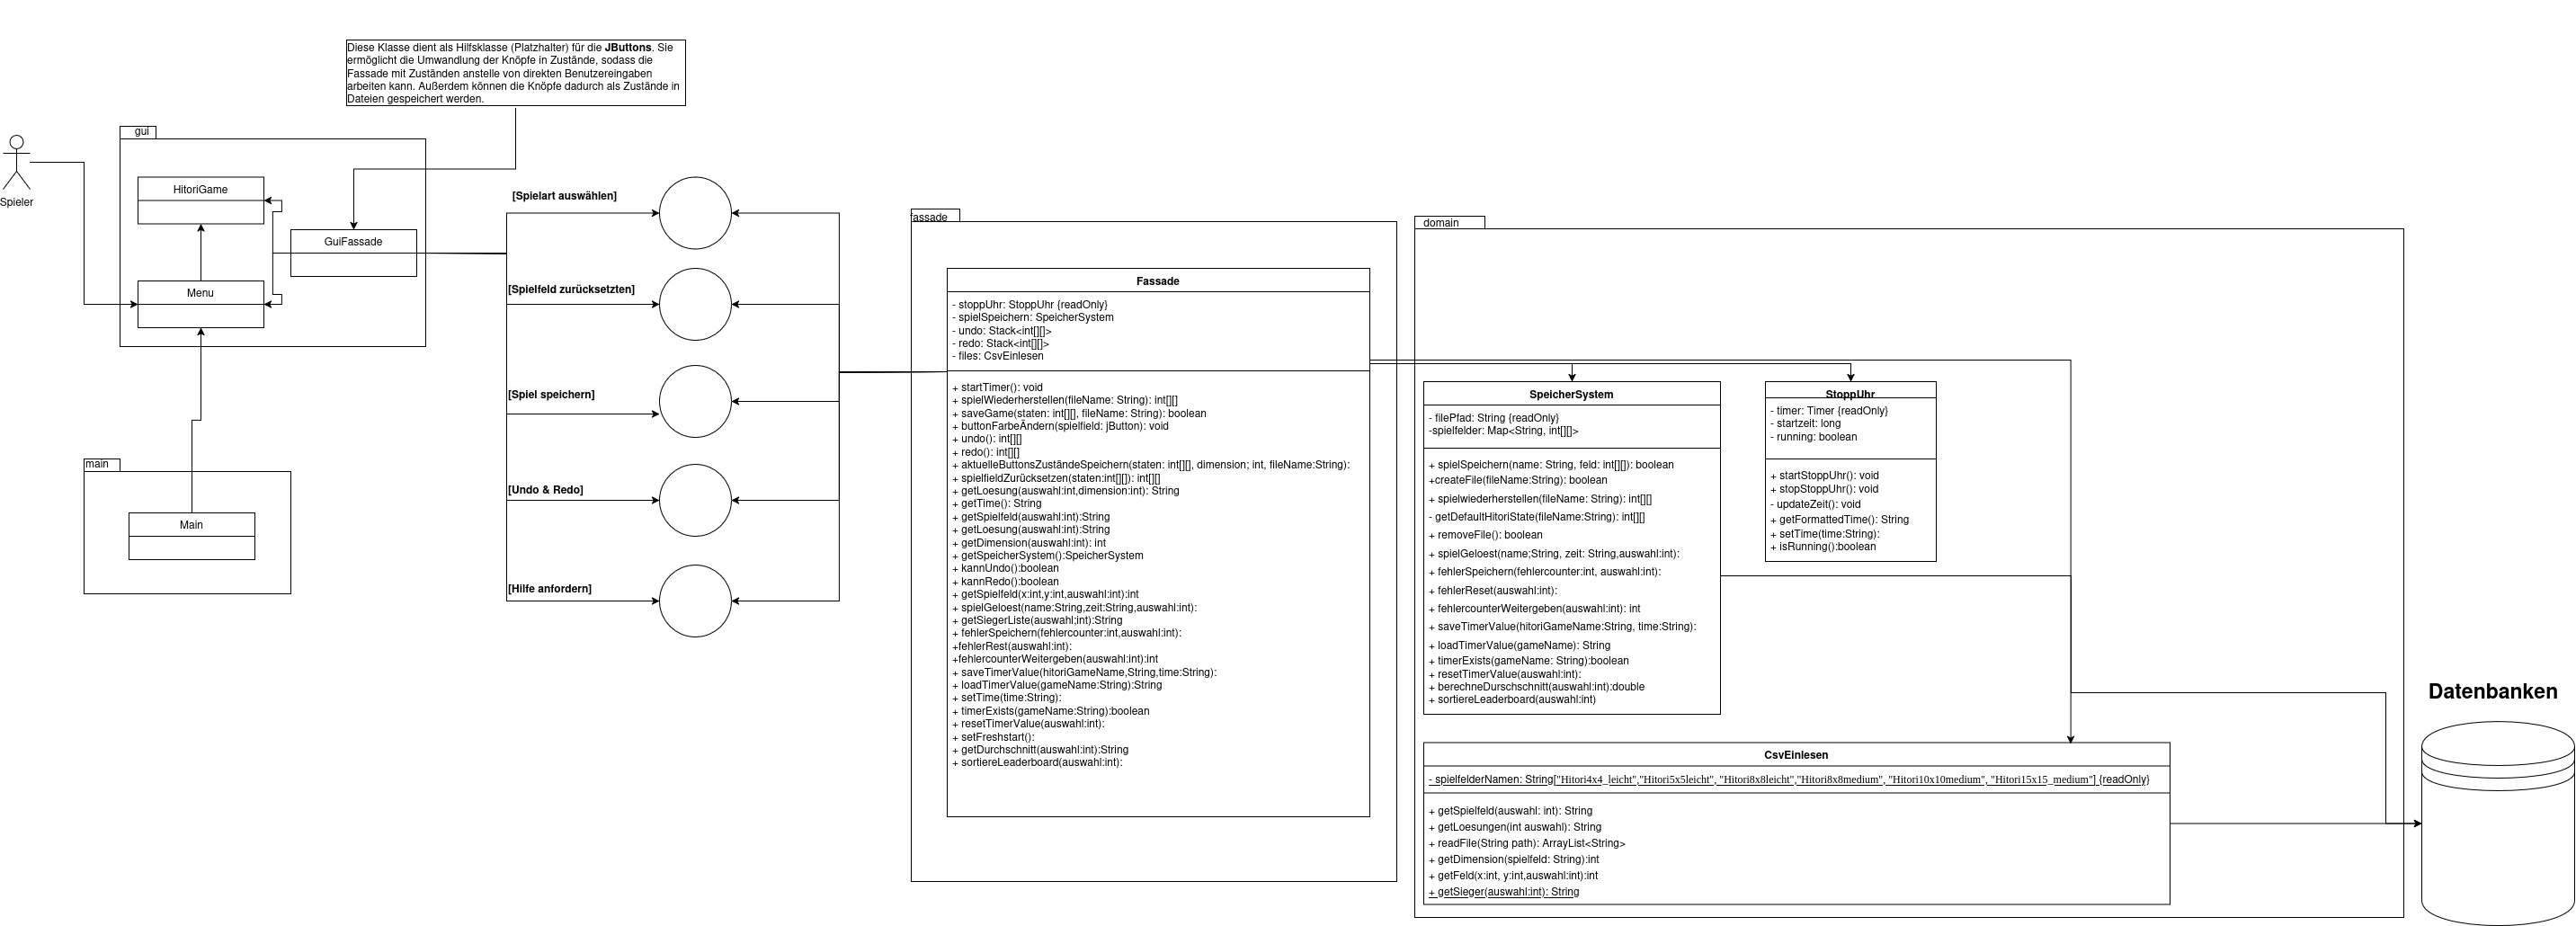 Diese Klasse dient als Hilfsklasse (Platzhalter) für die JButtons. Sie
ermöglicht die Umwandlung der Knöpfe in Zustände, sodass die
Fassade mit Zuständen anstelle von direkten Benutzereingaben
arbeiten kann. Außerdem können die Knöpfe dadurch als Zustände in
Dateien gespeichert werden.
Spieler
gui
HitoriGame
GuiFassade
Menu
main
Main
[Spielart auswählen]
[Spielfeld zurücksetzten]
[Spiel speichern]
[Undo & Redo]
[Hilfe anfordern]
fassade
Fassade
- stoppUhr: StoppUhr {readOnly}
- spielSpeichern: SpeicherSystem
- undo: Stack<int[][]>
- redo: Stack<int[][]>
- files: CsvEinlesen
+ startTimer(): void
+ spielWiederherstellen(fileName: String): int[][]
+ saveGame(staten: int[][], fileName: String): boolean
+ buttonFarbeÄndern(spielfield: jButton): void
+ undo(): int[][]
+ redo(): int[][]
+ aktuelleButtonsZuständeSpeichern(staten: int[][], dimension; int, fileName:String):
+ spielfieldZurücksetzen(staten:int[][]): int[][]
+ getLoesung(auswahl:int,dimension:int): String
+ getTime(): String
+ getSpielfeld(auswahl:int):String
+ getLoesung(auswahl:int):String
+ getDimension(auswahl:int): int
+ getSpeicherSystem():SpeicherSystem
+ kannUndo():boolean
+ kannRedo():boolean
+ getSpielfeld(x:int,y:int,auswahl:int):int
+ spielGeloest(name:String,zeit:String,auswahl:int):
+ getSiegerListe(auswahl;int):String
+ fehlerSpeichern(fehlercounter:int,auswahl:int):
+fehlerRest(auswahl:int):
+fehlercounterWeitergeben(auswahl:int):int
+ saveTimerValue(hitoriGameName,String,time:String):
+ loadTimerValue(gameName:String):String
+ setTime(time:String):
+ timerExists(gameName:String):boolean
+ resetTimerValue(auswahl:int):
+ setFreshstart():
+ getDurchschnitt(auswahl:int):String
+ sortiereLeaderboard(auswahl:int):
domain
SpeicherSystem
- filePfad: String {readOnly}
-spielfelder: Map<String, int[][]>
+ spielSpeichern(name: String, feld: int[][]): boolean
+createFile(fileName:String): boolean
+ spielwiederherstellen(fileName: String): int[][]
- getDefaultHitoriState(fileName:String): int[][]
+ removeFile(): boolean
+ spielGeloest(name;String, zeit: String,auswahl:int):
+ fehlerSpeichern(fehlercounter:int, auswahl:int):
+ fehlerReset(auswahl:int):
+ fehlercounterWeitergeben(auswahl:int): int
+ saveTimerValue(hitoriGameName:String, time:String):
+ loadTimerValue(gameName): String
+ timerExists(gameName: String):boolean
+ resetTimerValue(auswahl:int):
+ berechneDurschschnitt(auswahl:int):double
+ sortiereLeaderboard(auswahl:int)
StoppUhr
- timer: Timer {readOnly}
- startzeit: long
- running: boolean
+ startStoppUhr(): void
+ stopStoppUhr(): void
- updateZeit(): void
+ getFormattedTime(): String
+ setTime(time:String):
+ isRunning():boolean
CsvEinlesen
- spielfelderNamen: String["Hitori4x4_leicht","Hitori5x5leicht", "Hitori8x8leicht","Hitori8x8medium", "Hitori10x10medium", "Hitori15x15_medium"] {readOnly}
+ getSpielfeld(auswahl: int): String
+ getLoesungen(int auswahl): String
+ readFile(String path): ArrayList<String>
+ getDimension(spielfeld: String):int
+ getFeld(x:int, y:int,auswahl:int):int
+ getSieger(auswahl:int): String
Datenbanken